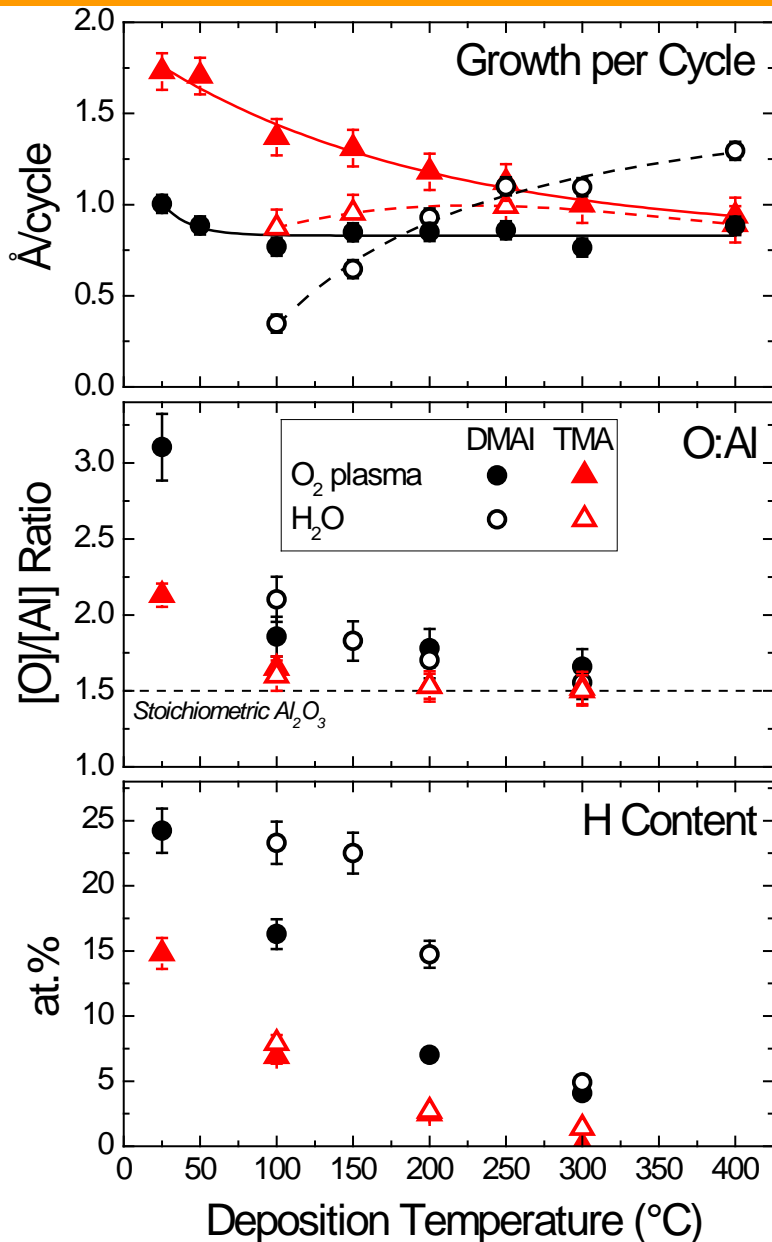 Growth per Cycle
Å/cycle
2.0
1.5
1.0
0.5
0.0
O:Al
[O]/[Al] Ratio
3.0
2.5
2.0
1.5
1.0
DMAI TMA
O₂ plasma
H₂O
Stoichiometric Al₂O₃
H Content
at.%
25
20
15
10
5
0
0 50 100 150 200 250 300 350 400
Deposition Temperature (°C)